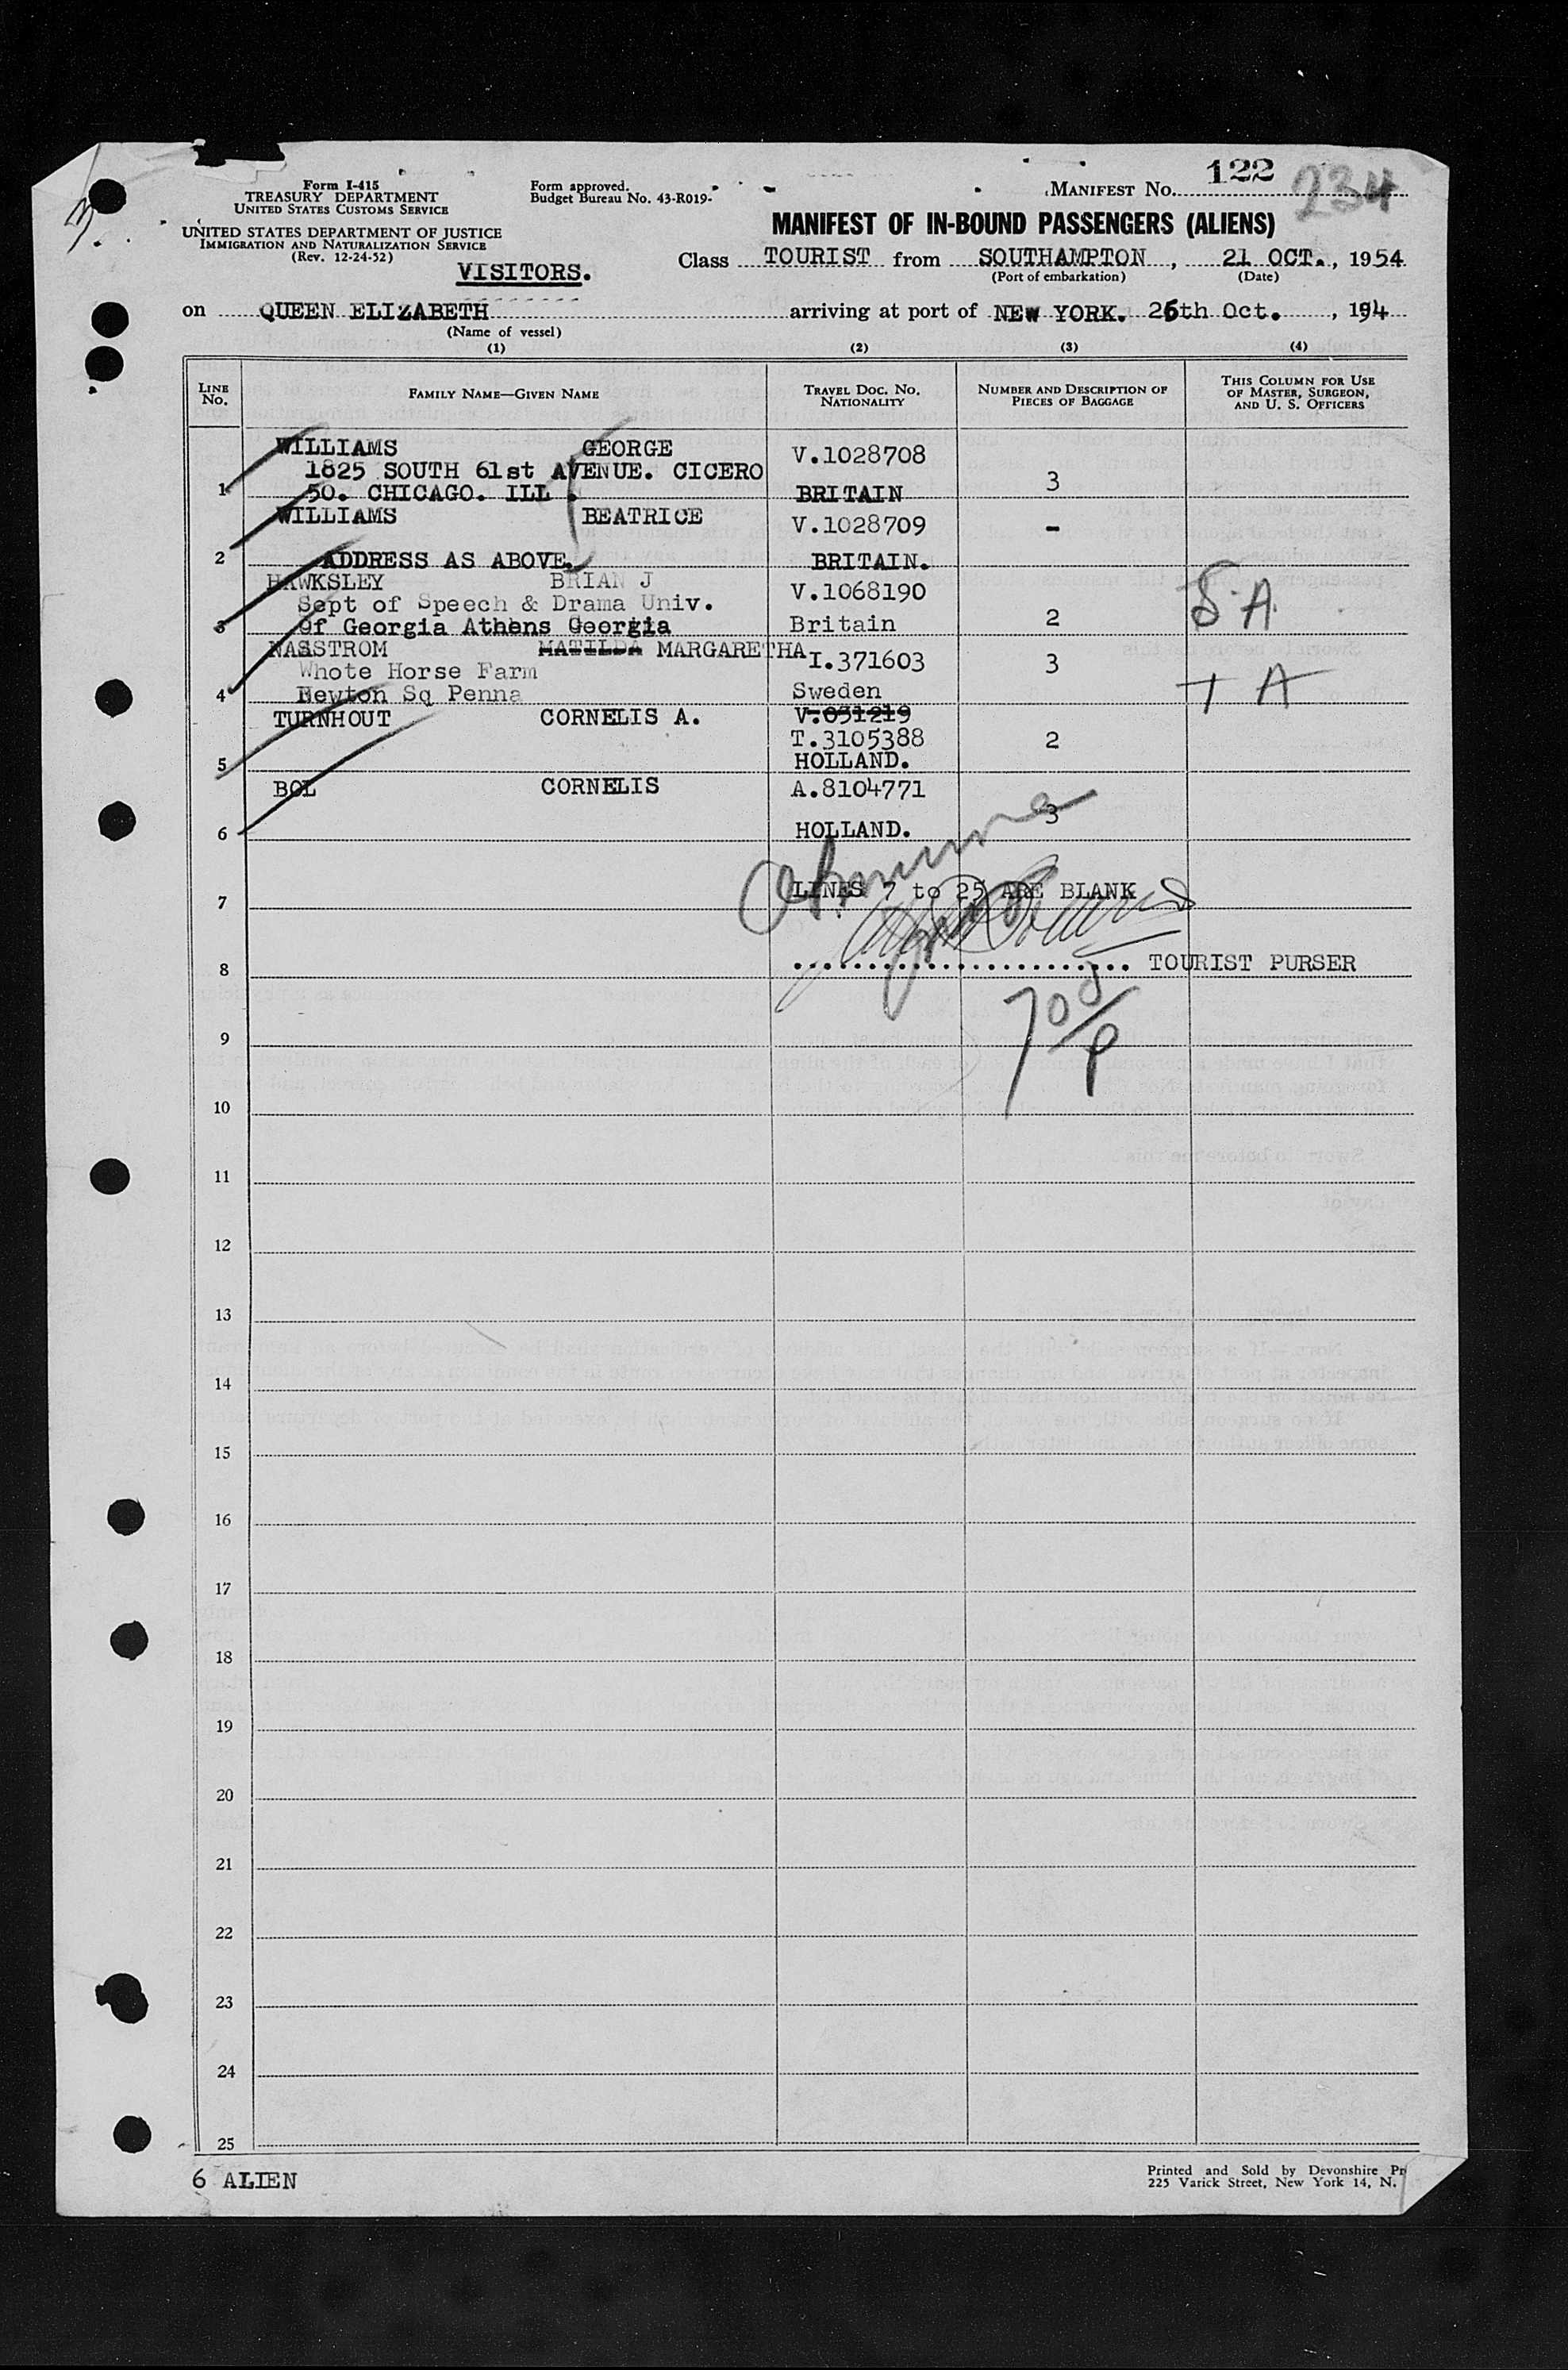 Form I-415
TREASURY DEPARTMENT
UNITED STATES CUSTOMS SERVICE
UNITED STATES DEPARTMENT OF JUSTICE
IMMIGRATION AND NATURALIZATION SERVICE
(Rev. 12-24-52)
Form approved.
Budget Bureau No. 43-R019-
MANIFEST No. 122 234
MANIFEST OF IN-BOUND PASSENGERS (ALIENS)
VISITORS.
Class TOURIST from SOUTHAMPTON, 21 OCT., 1954
(Port of embarkation) (Date)
on QUEEN ELIZABETH arriving at port of NEW YORK. 26th Oct., 194
(Name of vessel)
(1) (2) (3) (4)
LINE No. FAMILY NAME—GIVEN NAME TRAVEL DOC. NO. NATIONALITY NUMBER AND DESCRIPTION OF PIECES OF BAGGAGE THIS COLUMN FOR USE OF MASTER, SURGEON, AND U. S. OFFICERS
WILLIAMS GEORGE V.1028708
1825 SOUTH 61st AVENUE. CICERO
1 50. CHICAGO. ILL. BRITAIN 3
WILLIAMS BEATRICE V.1028709 -
2 ADDRESS AS ABOVE. BRITAIN.
HAWKSLEY BRIAN J V.1068190
Sept of Speech & Drama Univ.
3 Of Georgia Athens Georgia Britain 2 S.A.
NASSTROM MATILDA MARGARETHA I.371603 3
Whote Horse Farm
4 Newton Sq Penna Sweden T A
TURNHOUT CORNELIS A. V.051219
T.3105388 2
5 HOLLAND.
BOL CORNELIS A.8104771
3
6 HOLLAND.
7 LINES 7 to 25 ARE BLANK
8 TOURIST PURSER
9
10
11
12
13
14
15
16
17
18
19
20
21
22
23
24
25
6 ALIEN
Printed and Sold by Devonshire Pr
225 Varick Street, New York 14, N.